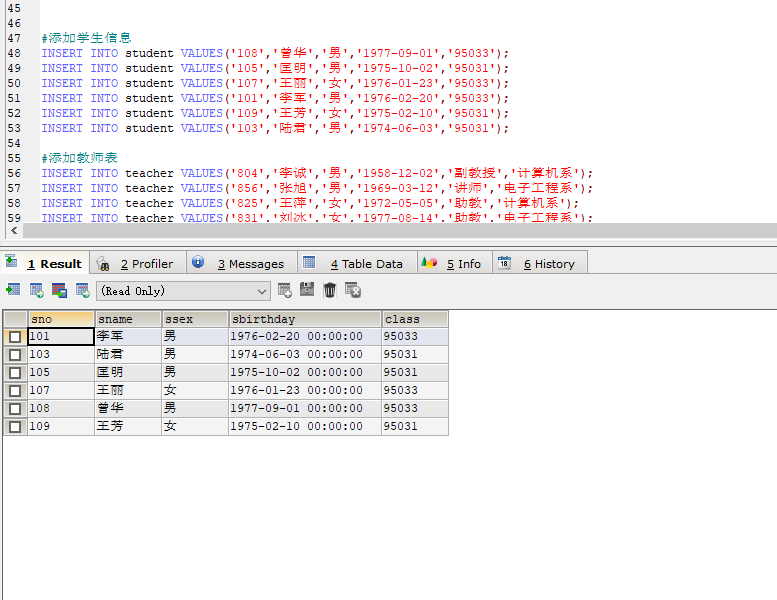 45
46
47 #添加学生信息
48 INSERT INTO student VALUES('108','曾华','男','1977-09-01','95033');
49 INSERT INTO student VALUES('105','匡明','男','1975-10-02','95031');
50 INSERT INTO student VALUES('107','王丽','女','1976-01-23','95033');
51 INSERT INTO student VALUES('101','李军','男','1976-02-20','95033');
52 INSERT INTO student VALUES('109','王芳','女','1975-02-10','95031');
53 INSERT INTO student VALUES('103','陆君','男','1974-06-03','95031');
54
55 #添加教师表
56 INSERT INTO teacher VALUES('804','李诚','男','1958-12-02','副教授','计算机系');
57 INSERT INTO teacher VALUES('856','张旭','男','1969-03-12','讲师','电子工程系');
58 INSERT INTO teacher VALUES('825','王萍','女','1972-05-05','助教','计算机系');
59 INSERT INTO teacher VALUES('831','刘冰','女','1977-08-14','助教','电子工程系');
1 Result 2 Profiler 3 Messages 4 Table Data 5 Info 18 6 History
(Read Only)
sno sname ssex sbirthday class
101 李军 男 1976-02-20 00:00:00 95033
103 陆君 男 1974-06-03 00:00:00 95031
105 匡明 男 1975-10-02 00:00:00 95031
107 王丽 女 1976-01-23 00:00:00 95033
108 曾华 男 1977-09-01 00:00:00 95033
109 王芳 女 1975-02-10 00:00:00 95031